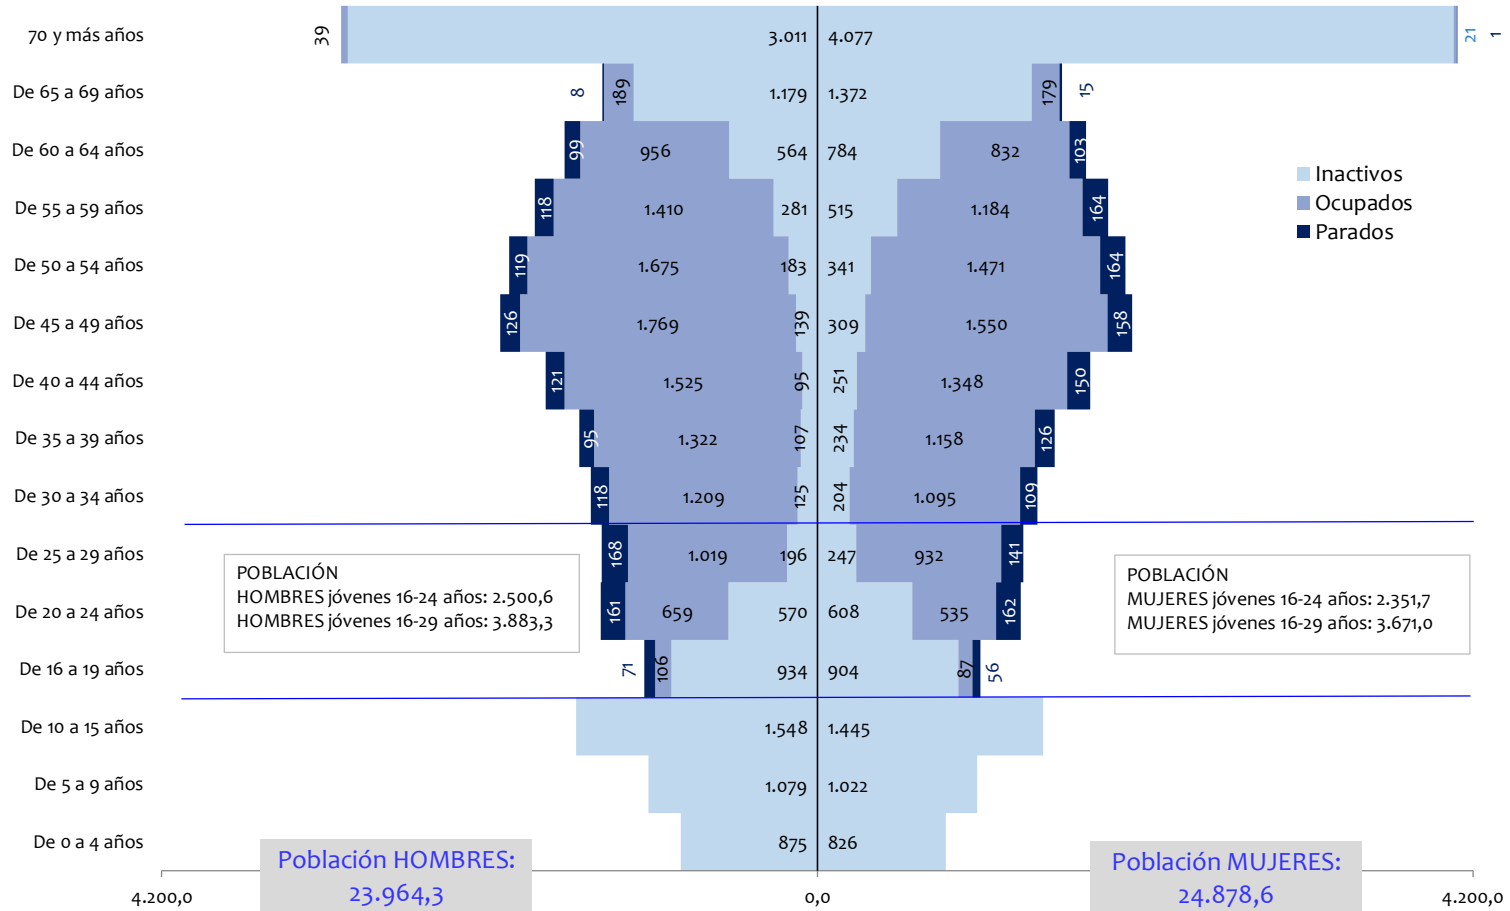 70 y más años 39 3.011 4.077 21 1
De 65 a 69 años 8 189 1.179 1.372 179 15
De 60 a 64 años 99 956 564 784 832 103
Inactivos
De 55 a 59 años 118 1.410 281 515 1.184 164
Ocupados
Parados
De 50 a 54 años 119 1.675 183 341 1.471 164
De 45 a 49 años 126 1.769 139 309 1.550 158
De 40 a 44 años 121 1.525 95 251 1.348 150
De 35 a 39 años 95 1.322 107 234 1.158 126
De 30 a 34 años 118 1.209 125 204 1.095 109
De 25 a 29 años 168 1.019 196 247 932 141
POBLACIÓN
HOMBRES jóvenes 16-24 años: 2.500,6
HOMBRES jóvenes 16-29 años: 3.883,3
POBLACIÓN
MUJERES jóvenes 16-24 años: 2.351,7
MUJERES jóvenes 16-29 años: 3.671,0
De 20 a 24 años 161 659 570 608 535 162
De 16 a 19 años 71 106 934 904 87 56
De 10 a 15 años 1.548 1.445
De 5 a 9 años 1.079 1.022
De 0 a 4 años 875 826
Población HOMBRES:
23.964,3
Población MUJERES:
24.878,6
4.200,0 0,0 4.200,0